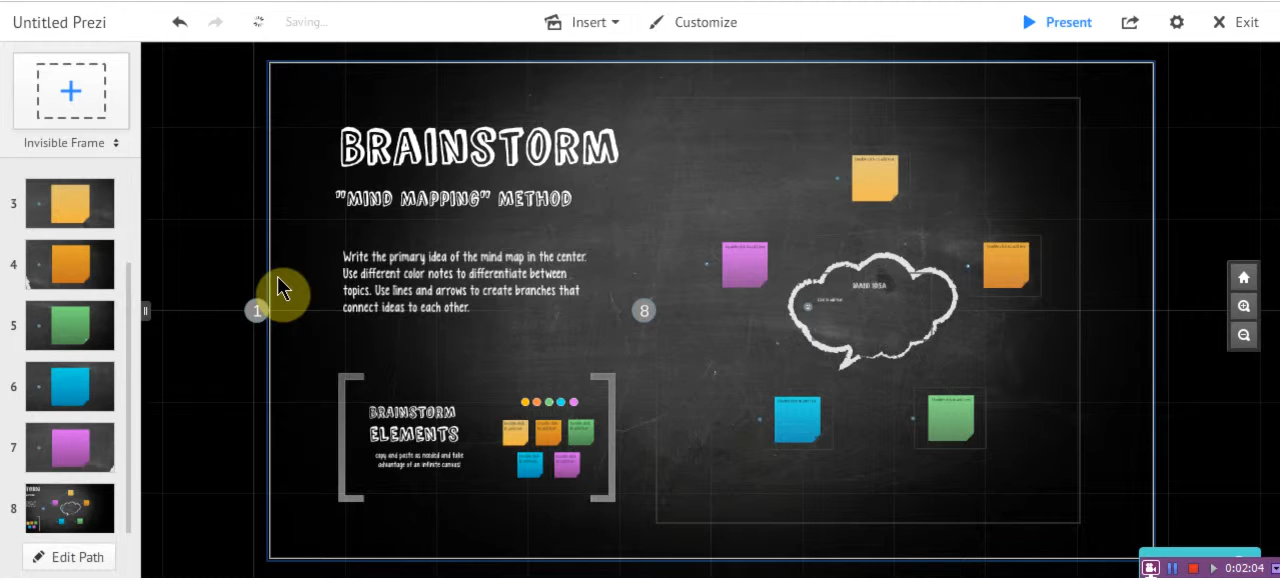 Untitled Prezi
Saving...
Insert
Customize
Present
Exit
Invisible Frame
3
4
5
6
7
8
Edit Path
BRAINSTORM
"MIND MAPPING" METHOD
Write the primary idea of the mind map in the center.
Use different color notes to differentiate between
topics. Use lines and arrows to create branches that
connect ideas to each other.
1
8
MAIN IDEA
BRAINSTORM
ELEMENTS
copy and paste as needed and take
advantage of an infinite canvas!
0:02:04